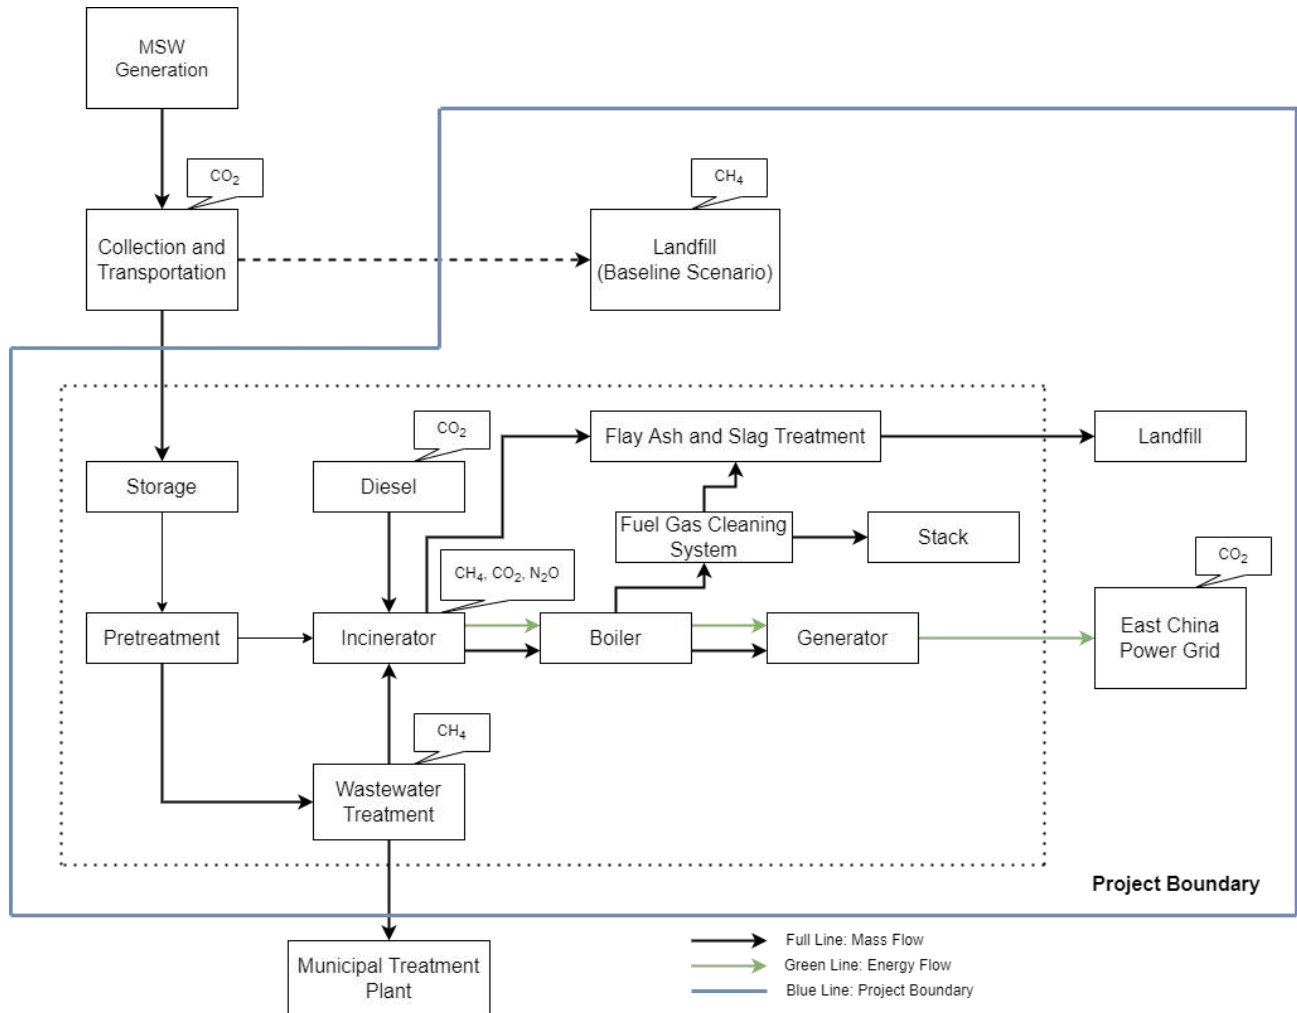 MSW
Generation
CO₂
CH₄
Collection and
Transportation
Landfill
(Baseline Scenario)
CO₂
Flay Ash and Slag Treatment
Landfill
Storage
Diesel
Fuel Gas Cleaning
System
Stack
CO₂
CH₄, CO₂, N₂O
Pretreatment
Incinerator
Boiler
Generator
East China
Power Grid
CH₄
Wastewater
Treatment
Project Boundary
Municipal Treatment
Plant
Full Line: Mass Flow
Green Line: Energy Flow
Blue Line: Project Boundary